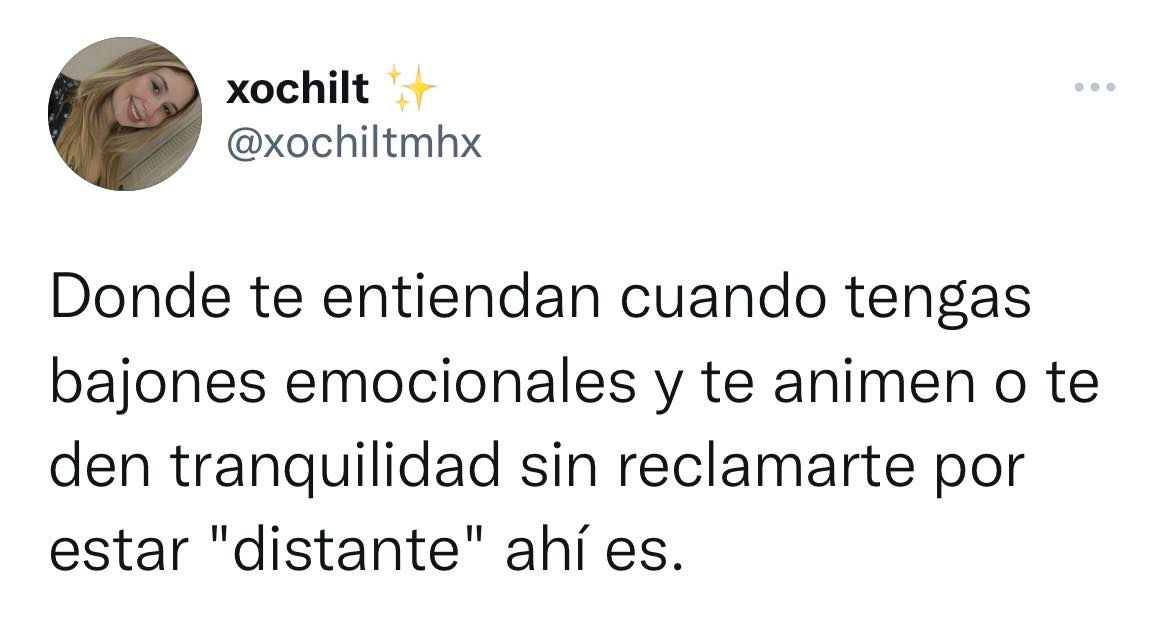 xochilt ✨
@xochiltmhx
Donde te entiendan cuando tengas
bajones emocionales y te animen o te
den tranquilidad sin reclamarte por
estar "distante" ahí es.